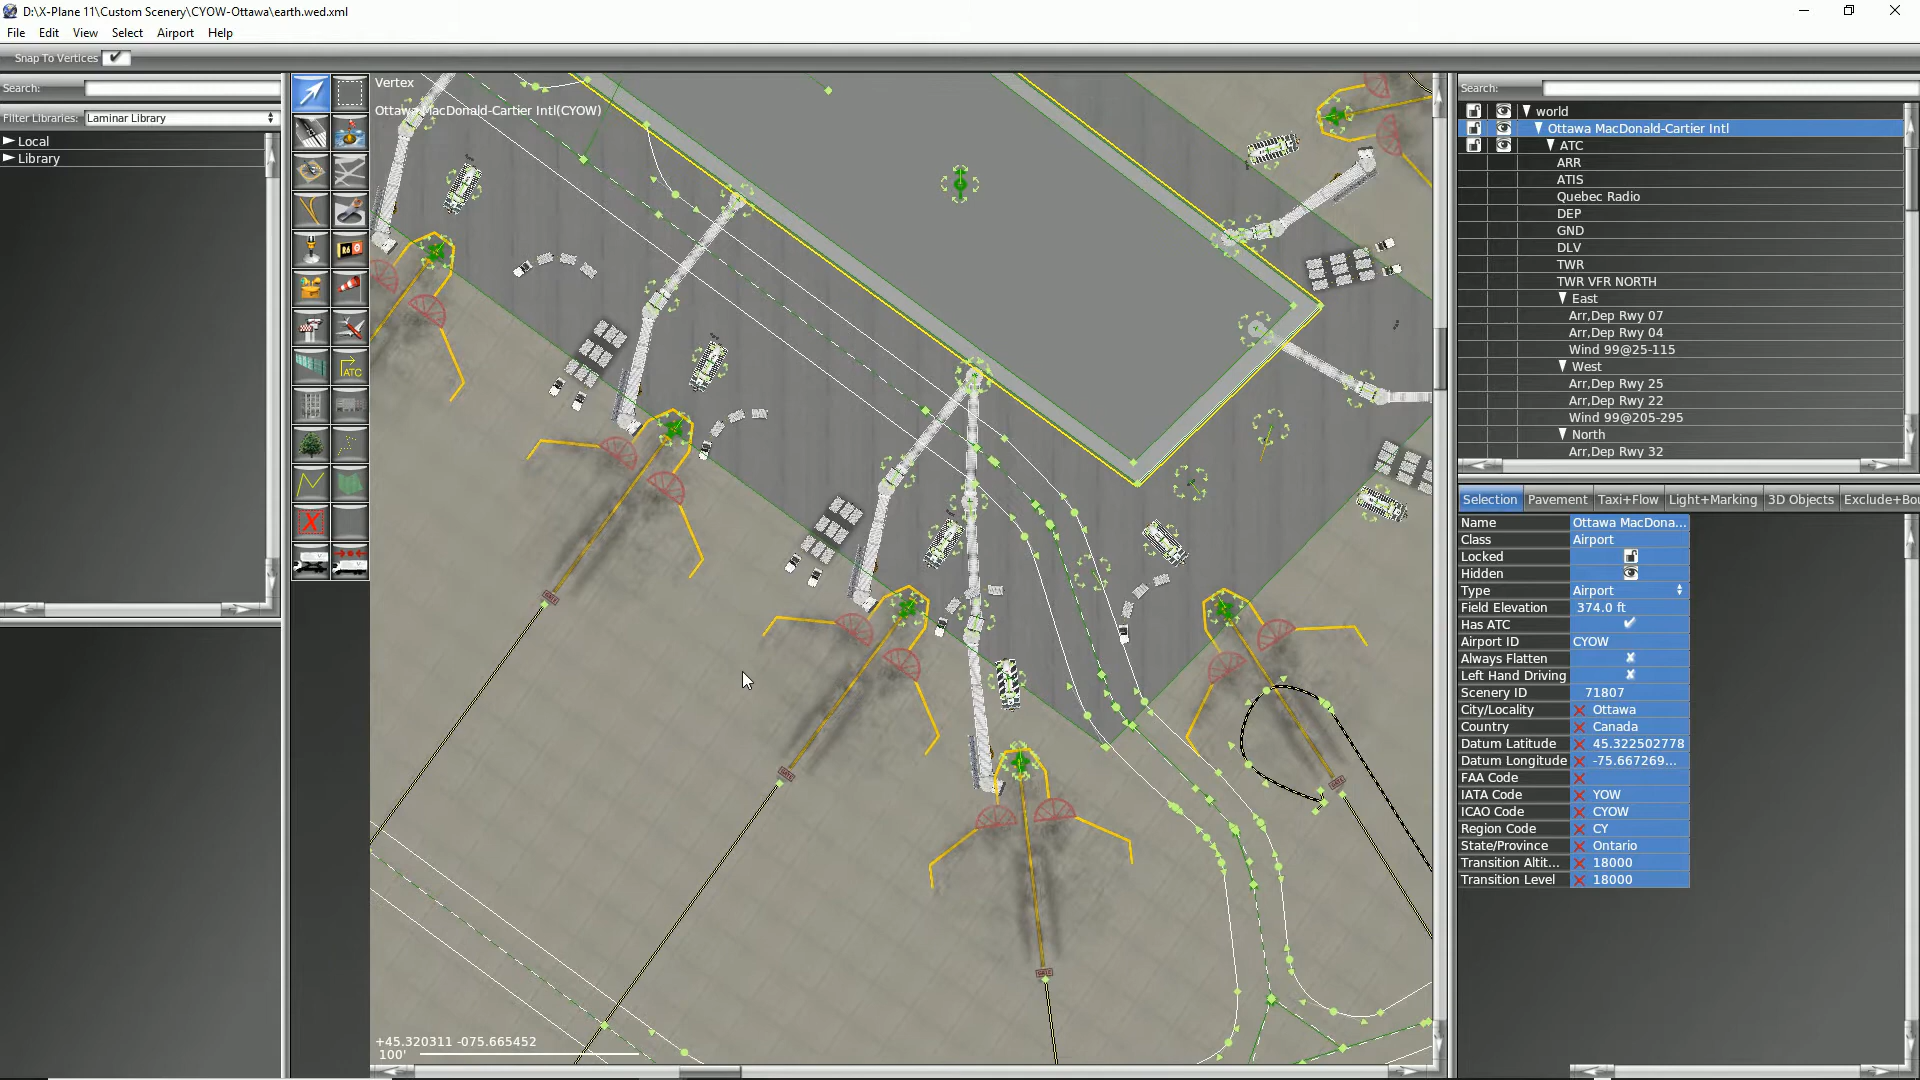 D:\X-Plane 11\Custom Scenery\CYOW-Ottawa\earth.wed.xml
File Edit View Select Airport Help
Snap To Vertices
Search:
Filter Libraries: Laminar Library
Local
Library
R6
ATC
X
Vertex
Ottawa MacDonald-Cartier Intl(CYOW)
+45.320311 -075.665452
100'
Search:
world
Ottawa MacDonald-Cartier Intl
ATC
ARR
ATIS
Quebec Radio
DEP
GND
DLV
TWR
TWR VFR NORTH
East
Arr,Dep Rwy 07
Arr,Dep Rwy 04
Wind 99@25-115
West
Arr,Dep Rwy 25
Arr,Dep Rwy 22
Wind 99@205-295
North
Arr,Dep Rwy 32
Selection Pavement Taxi+Flow Light+Marking 3D Objects Exclude+Bou
Name Ottawa MacDona...
Class Airport
Locked
Hidden
Type Airport
Field Elevation 374.0 ft
Has ATC
Airport ID CYOW
Always Flatten
Left Hand Driving
Scenery ID 71807
City/Locality Ottawa
Country Canada
Datum Latitude 45.322502778
Datum Longitude -75.667269...
FAA Code
IATA Code YOW
ICAO Code CYOW
Region Code CY
State/Province Ontario
Transition Altit... 18000
Transition Level 18000